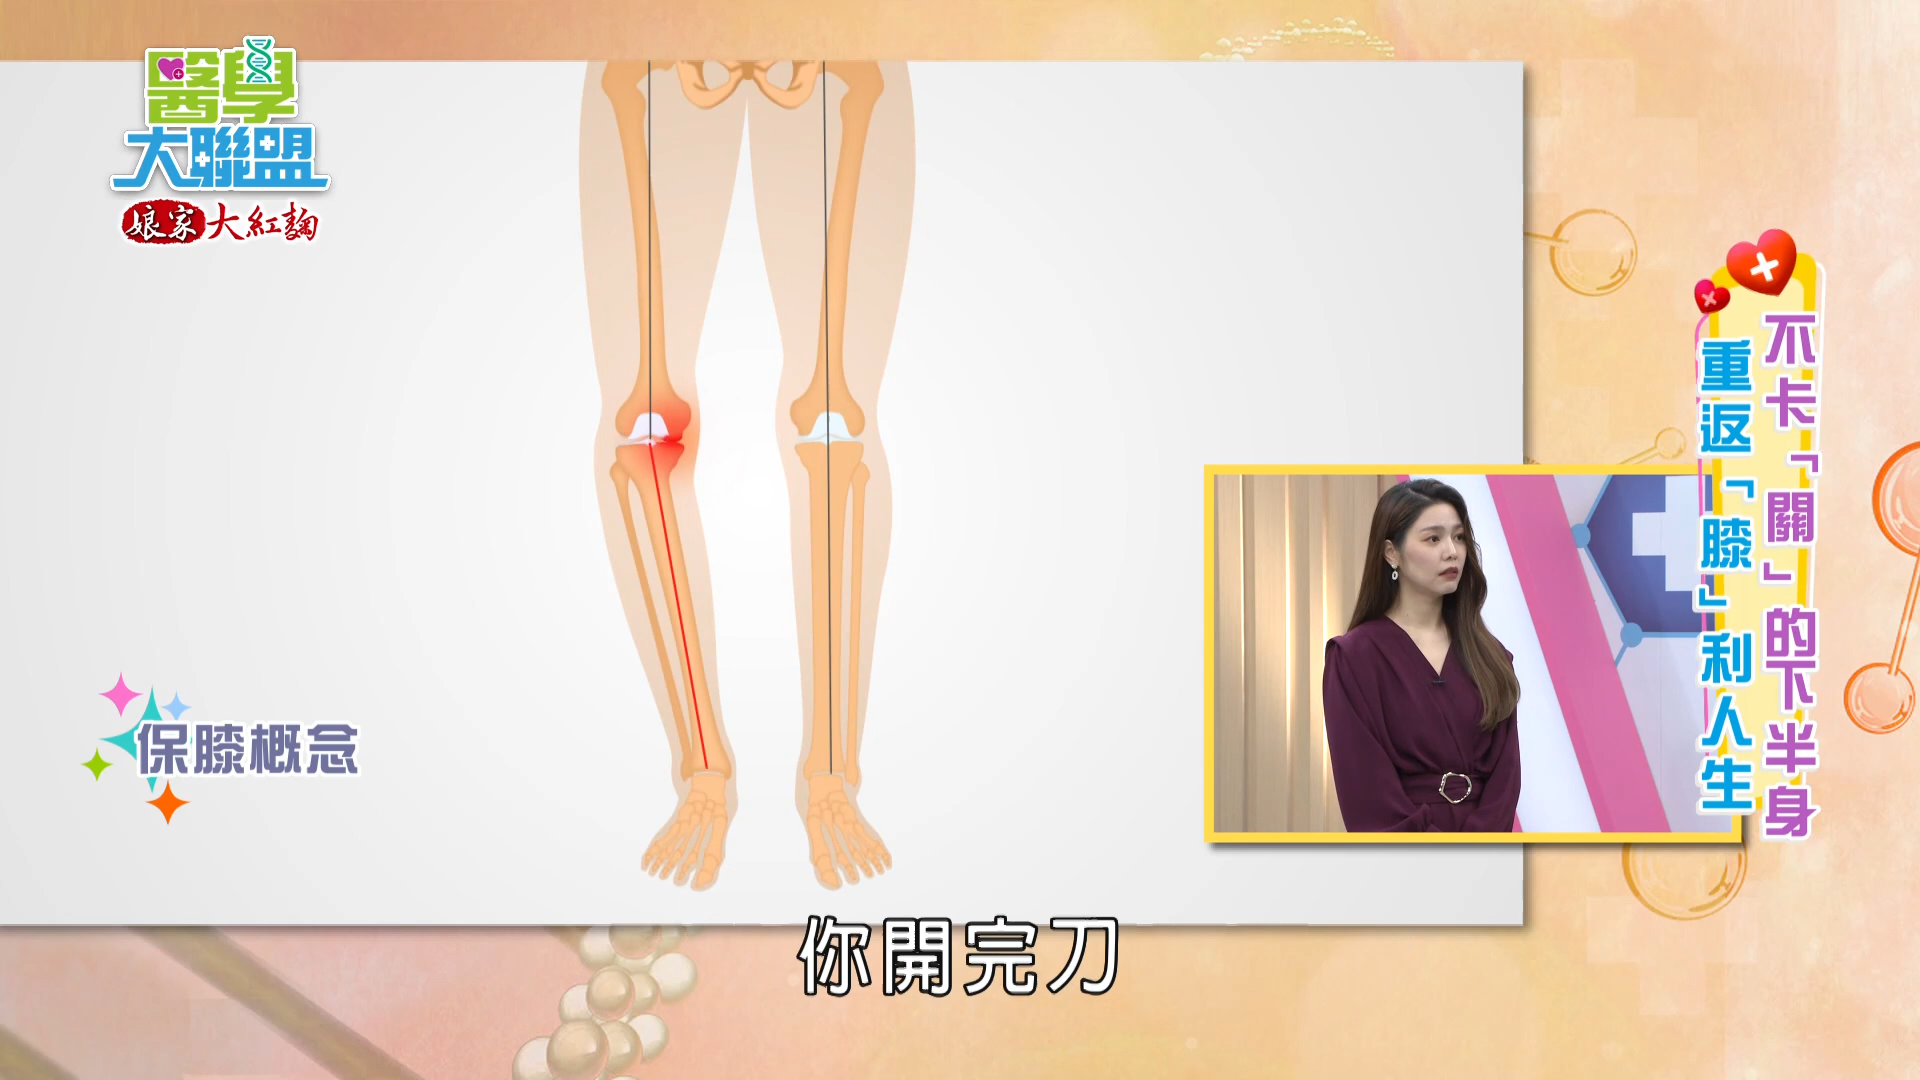 醫學
大聯盟
娘家大紅麴
不卡「關」的下半身
重返「膝」利人生
保膝概念
你開完刀